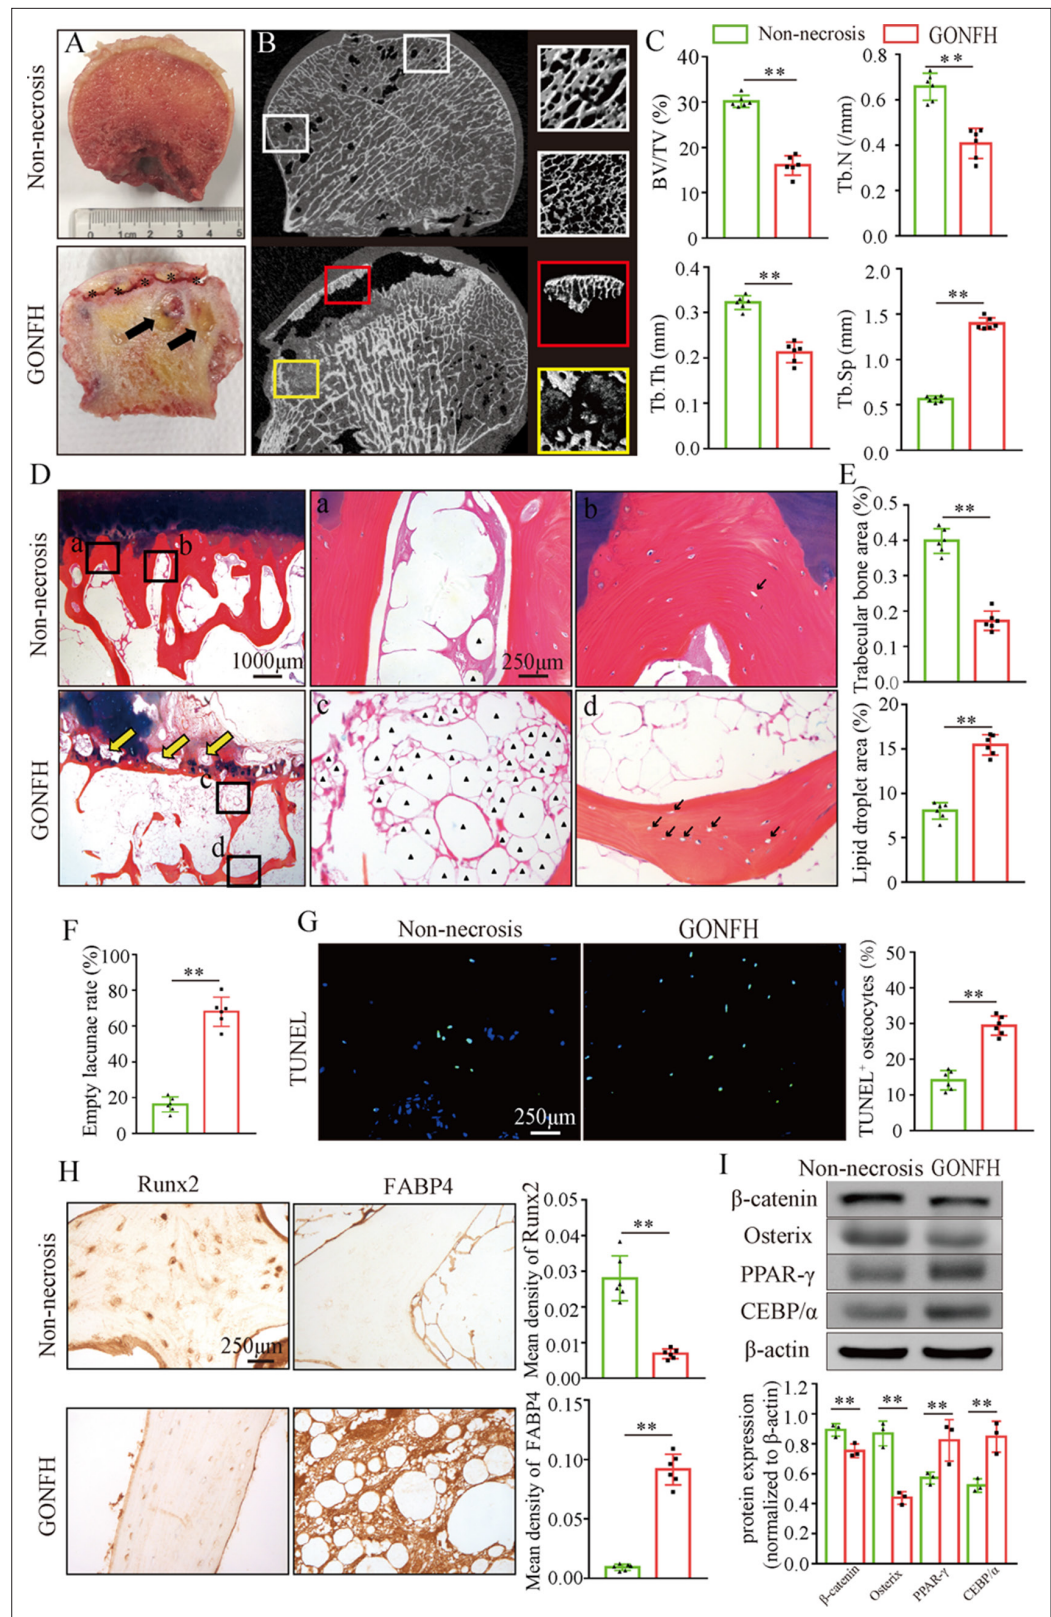 A
B
C
Non-necrosis
GONFH
Non-necrosis
0 1cm 2 3 4 5
GONFH
* * * * *
BV/TV (%)
40
30
20
10
0
**
Tb.N (/mm)
0.8
0.6
0.4
0.2
0.0
**
Tb.Th (mm)
0.4
0.3
0.2
0.1
0.0
**
Tb.Sp (mm)
2.0
1.5
1.0
0.5
0.0
**
D
Non-necrosis
a
b
1000μm
a
250μm
b
GONFH
c
d
c
d
E
Trabecular bone area (%)
0.5
0.4
0.3
0.2
0.1
0.0
**
Lipid droplet area (%)
20
15
10
5
0
**
F
Empty lacunae rate (%)
100
80
60
40
20
0
**
G
Non-necrosis
GONFH
TUNEL
250μm
TUNEL+ osteocytes (%)
50
40
30
20
10
0
**
H
Runx2
FABP4
Non-necrosis
250μm
GONFH
Mean density of Runx2
0.05
0.04
0.03
0.02
0.01
0.00
**
Mean density of FABP4
0.15
0.10
0.05
0.00
**
I
Non-necrosis GONFH
β-catenin
Osterix
PPAR-γ
CEBP/α
β-actin
protein expression
(normalized to β-actin)
1.2
1.0
0.8
0.6
0.4
0.2
0.0
** ** ** **
β-catenin
Osterix
PPAR-γ
CEBP/α